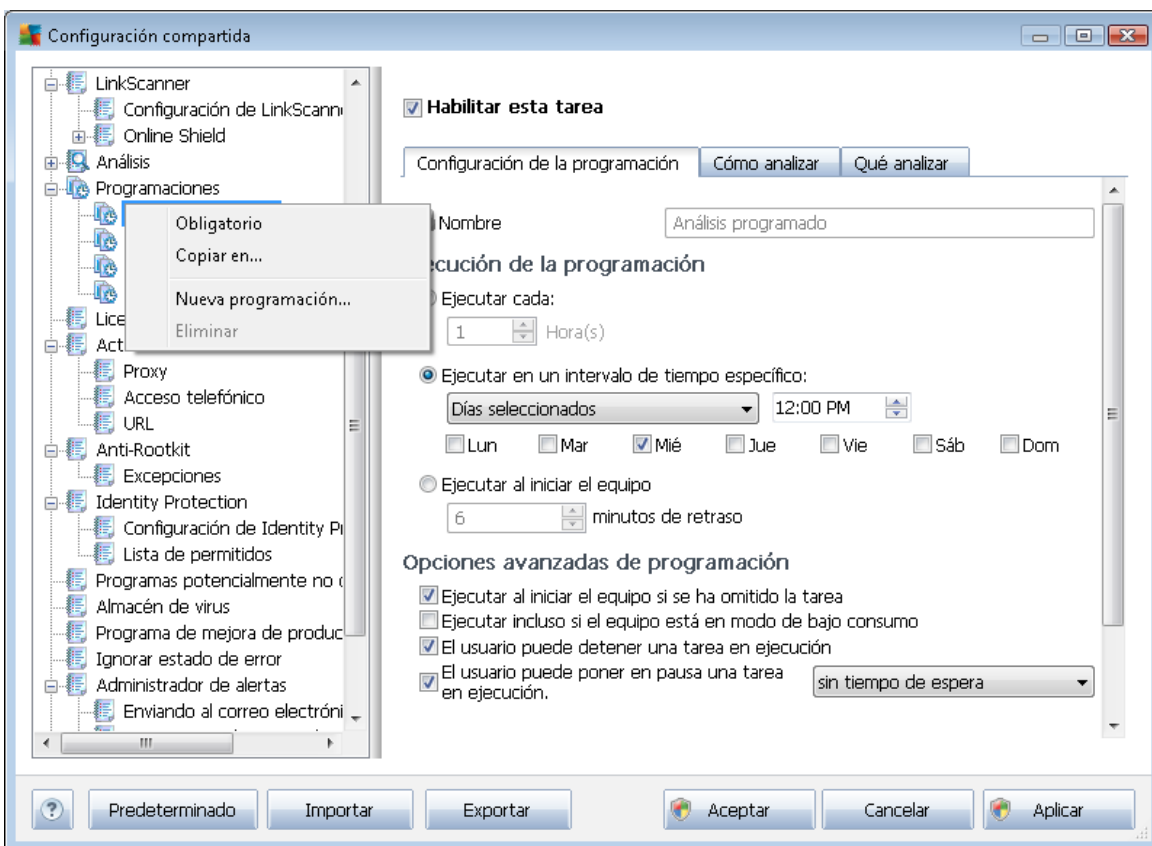 Configuración compartida
LinkScanner
Configuración de LinkScann
Online Shield
Análisis
Programaciones
Obligatorio
Copiar en...
Nueva programación...
Eliminar
Lice
Act
Proxy
Acceso telefónico
URL
Anti-Rootkit
Excepciones
Identity Protection
Configuración de Identity P
Lista de permitidos
Programas potencialmente no
Almacén de virus
Programa de mejora de produc
Ignorar estado de error
Administrador de alertas
Enviando al correo electróni
Habilitar esta tarea
Configuración de la programación Cómo analizar Qué analizar
Nombre Análisis programado
ecución de la programación
Ejecutar cada:
1 Hora(s)
Ejecutar en un intervalo de tiempo específico:
Días seleccionados 12:00 PM
Lun Mar Mié Jue Vie Sáb Dom
Ejecutar al iniciar el equipo
6 minutos de retraso
Opciones avanzadas de programación
Ejecutar al iniciar el equipo si se ha omitido la tarea
Ejecutar incluso si el equipo está en modo de bajo consumo
El usuario puede detener una tarea en ejecución
El usuario puede poner en pausa una tarea
en ejecución. sin tiempo de espera
? Predeterminado Importar Exportar Aceptar Cancelar Aplicar